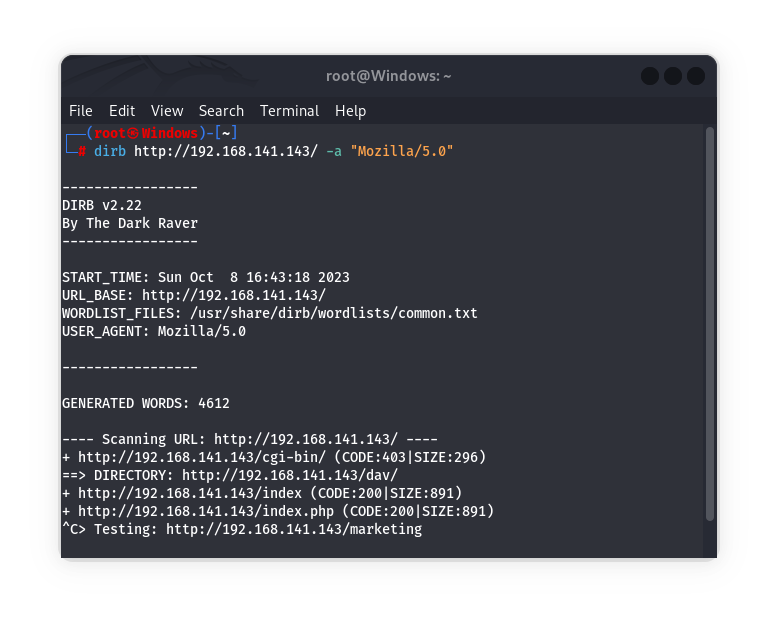 root@Windows: ~
File Edit View Search Terminal Help
┌──(root㉿Windows)-[~]
└─# dirb http://192.168.141.143/ -a "Mozilla/5.0"
-----------------
DIRB v2.22
By The Dark Raver
-----------------
START_TIME: Sun Oct  8 16:43:18 2023
URL_BASE: http://192.168.141.143/
WORDLIST_FILES: /usr/share/dirb/wordlists/common.txt
USER_AGENT: Mozilla/5.0
-----------------
GENERATED WORDS: 4612
---- Scanning URL: http://192.168.141.143/ ----
+ http://192.168.141.143/cgi-bin/ (CODE:403|SIZE:296)
==> DIRECTORY: http://192.168.141.143/dav/
+ http://192.168.141.143/index (CODE:200|SIZE:891)
+ http://192.168.141.143/index.php (CODE:200|SIZE:891)
^C> Testing: http://192.168.141.143/marketing